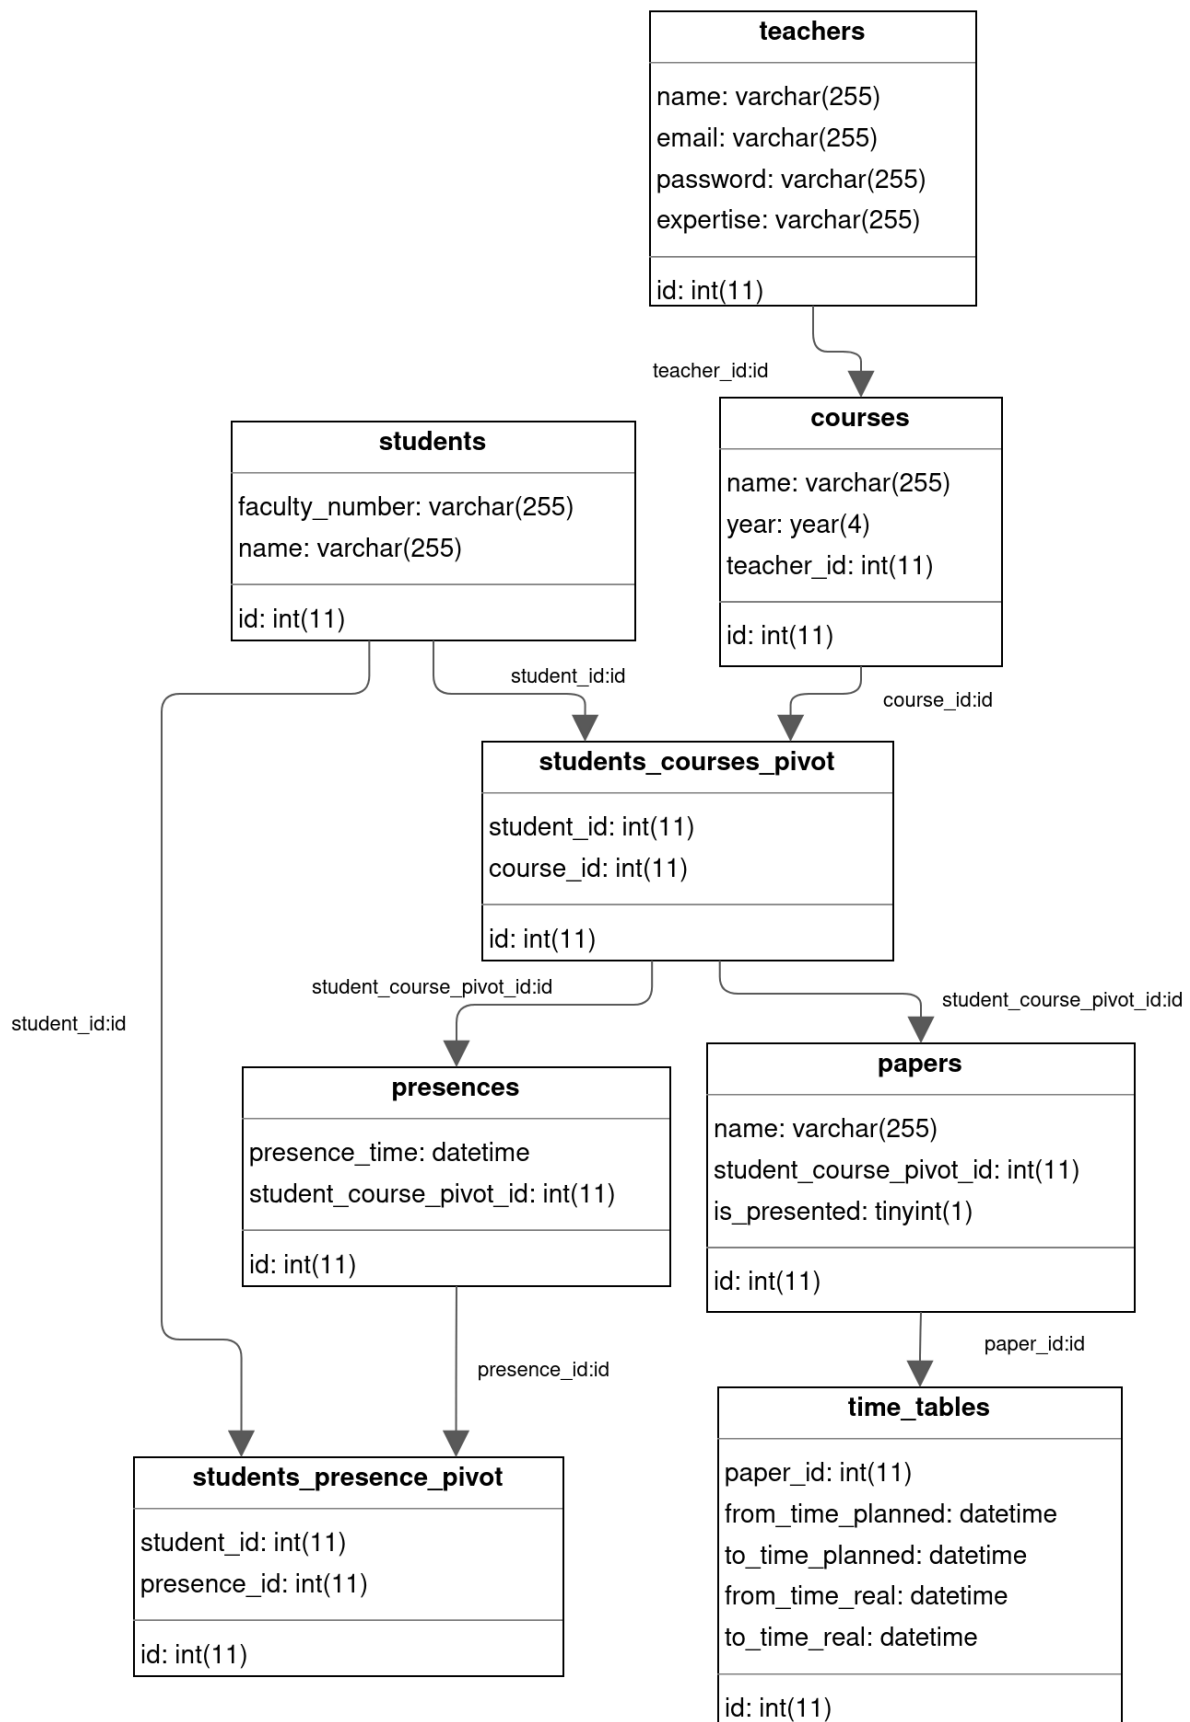 teachers
name: varchar(255)
email: varchar(255)
password: varchar(255)
expertise: varchar(255)
id: int(11)
teacher_id:id
courses
name: varchar(255)
year: year(4)
teacher_id: int(11)
id: int(11)
students
faculty_number: varchar(255)
name: varchar(255)
id: int(11)
student_id:id
course_id:id
students_courses_pivot
student_id: int(11)
course_id: int(11)
id: int(11)
student_course_pivot_id:id
student_course_pivot_id:id
student_id:id
presences
presence_time: datetime
student_course_pivot_id: int(11)
id: int(11)
papers
name: varchar(255)
student_course_pivot_id: int(11)
is_presented: tinyint(1)
id: int(11)
presence_id:id
paper_id:id
students_presence_pivot
student_id: int(11)
presence_id: int(11)
id: int(11)
time_tables
paper_id: int(11)
from_time_planned: datetime
to_time_planned: datetime
from_time_real: datetime
to_time_real: datetime
id: int(11)